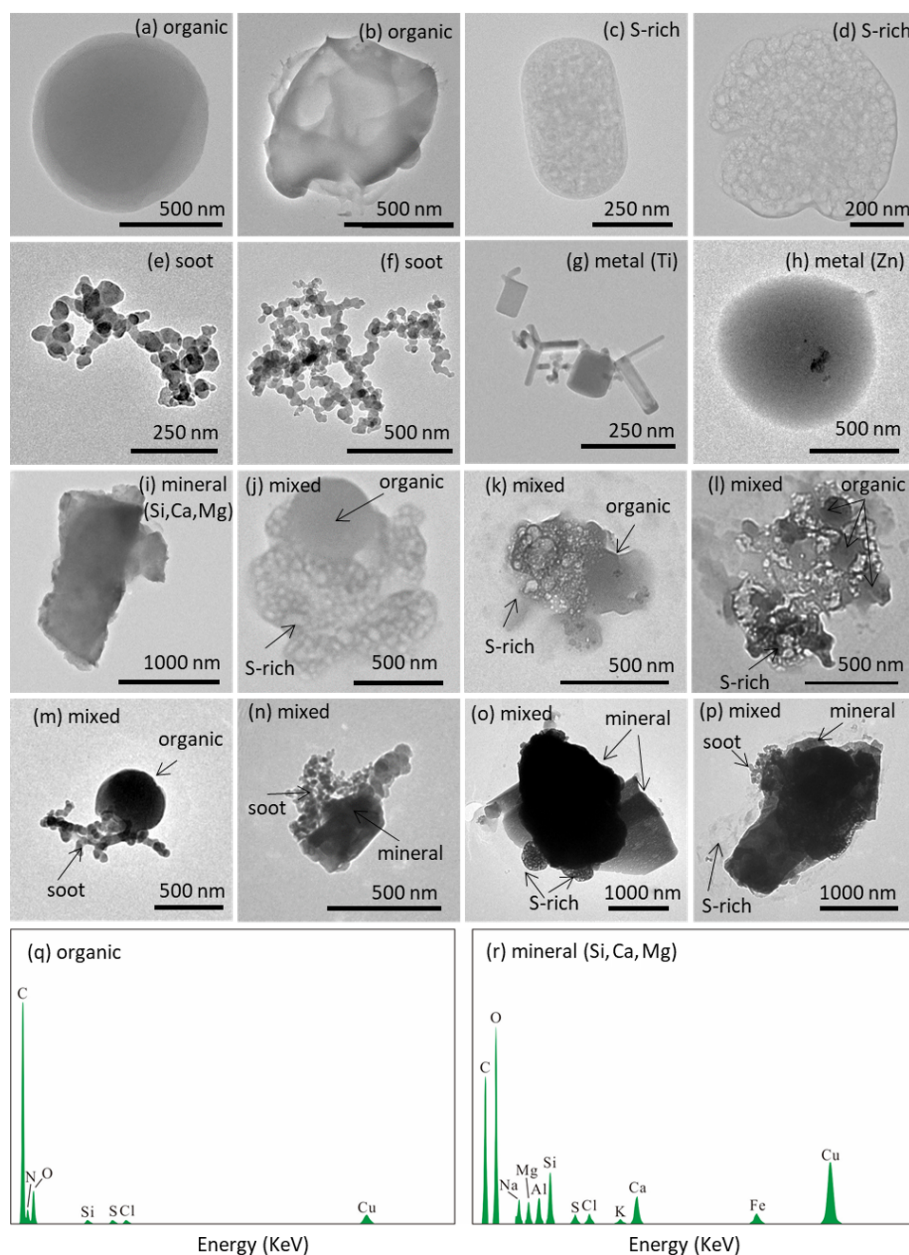 (a) organic
500 nm
(b) organic
500 nm
(c) S-rich
250 nm
(d) S-rich
200 nm
(e) soot
250 nm
(f) soot
500 nm
(g) metal (Ti)
250 nm
(h) metal (Zn)
500 nm
(i) mineral
(Si,Ca,Mg)
1000 nm
(j) mixed
organic
S-rich
500 nm
(k) mixed
organic
S-rich
500 nm
(l) mixed
organic
S-rich
500 nm
(m) mixed
organic
soot
500 nm
(n) mixed
soot
mineral
500 nm
(o) mixed
mineral
S-rich
1000 nm
(p) mixed
mineral
soot
S-rich
1000 nm
(q) organic
C
N
O
Si
S
Cl
Cu
Energy (KeV)
(r) mineral (Si,Ca,Mg)
C
O
Na
Mg
Al
Si
S
Cl
K
Ca
Fe
Cu
Energy (KeV)